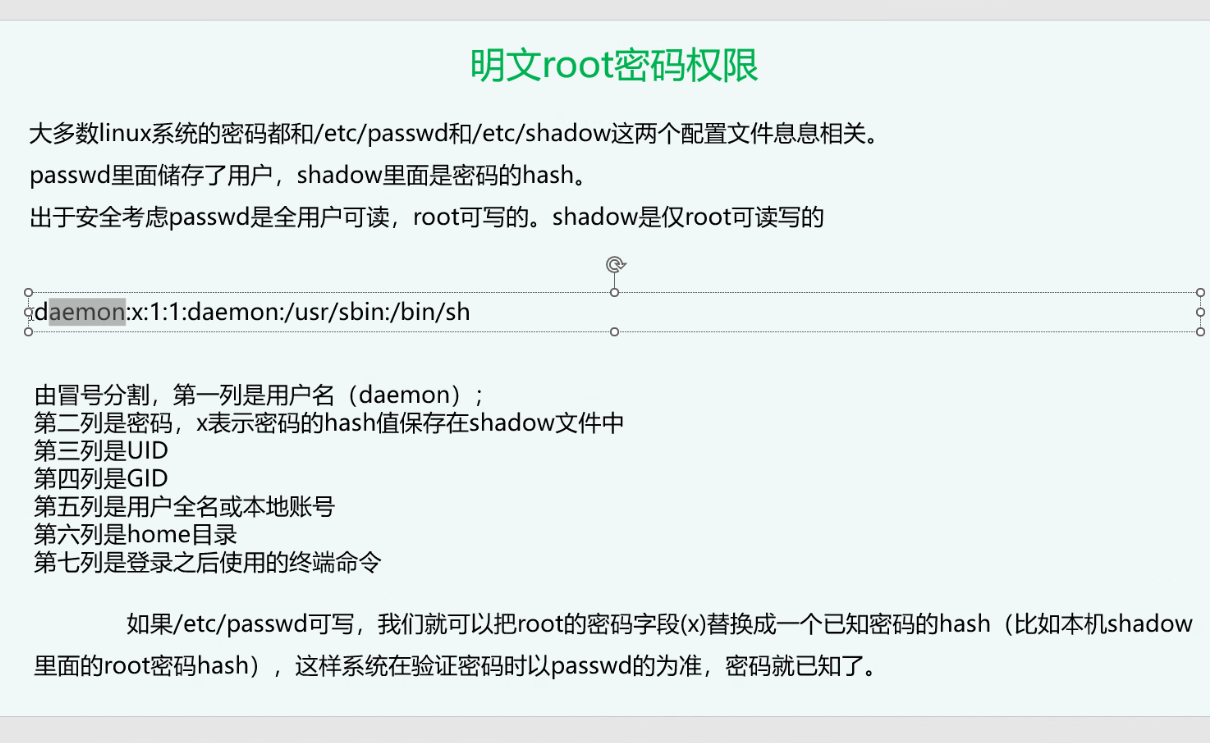 明文root密码权限
大多数linux系统的密码都和/etc/passwd和/etc/shadow这两个配置文件息息相关。
passwd里面储存了用户，shadow里面是密码的hash。
出于安全考虑passwd是全用户可读，root可写的。shadow是仅root可读写的
daemon:x:1:1:daemon:/usr/sbin:/bin/sh
由冒号分割，第一列是用户名（daemon）；
第二列是密码，x表示密码的hash值保存在shadow文件中
第三列是UID
第四列是GID
第五列是用户全名或本地账号
第六列是home目录
第七列是登录之后使用的终端命令
如果/etc/passwd可写，我们就可以把root的密码字段(x)替换成一个已知密码的hash（比如本机shadow
里面的root密码hash），这样系统在验证密码时以passwd的为准，密码就已知了。